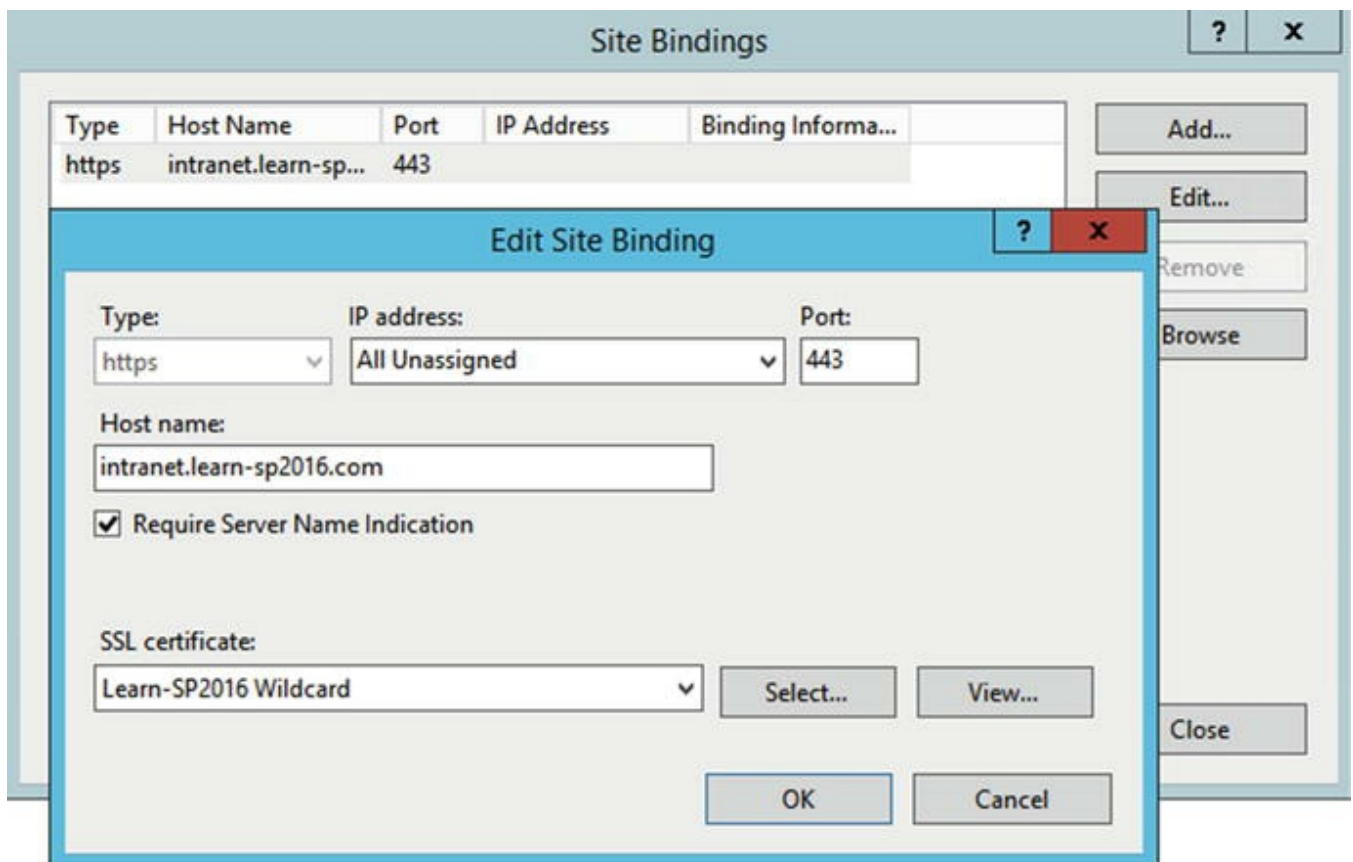 Site Bindings
? x
Type Host Name Port IP Address Binding Informa...
https intranet.learn-sp... 443
Add...
Edit...
Remove
Browse
Close
Edit Site Binding
? x
Type: IP address: Port:
https All Unassigned 443
Host name:
intranet.learn-sp2016.com
Require Server Name Indication
SSL certificate:
Learn-SP2016 Wildcard Select... View...
OK Cancel